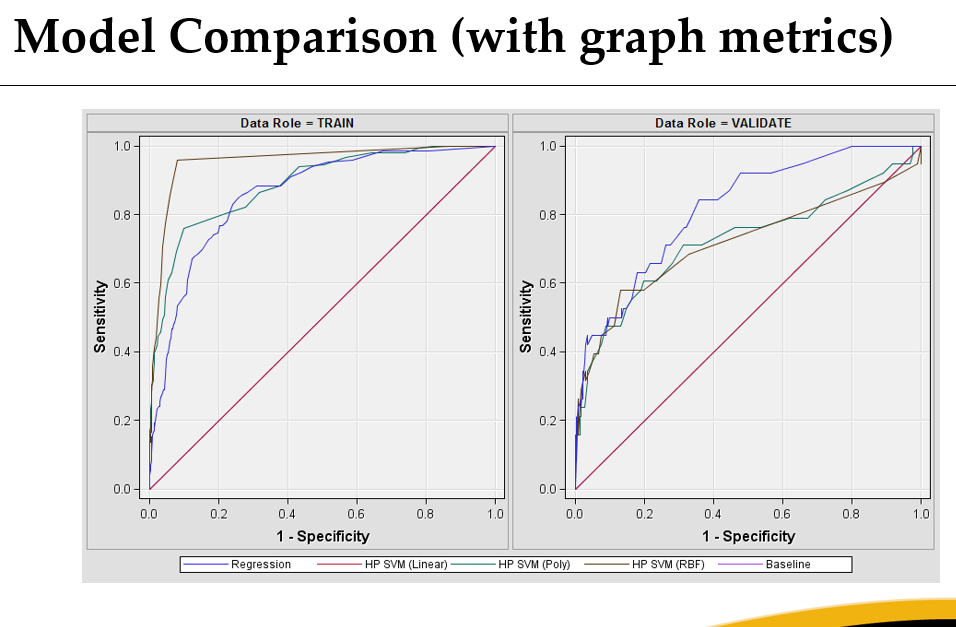 Model Comparison (with graph metrics)
Data Role = TRAIN
1.0
0.8
0.6
0.4
0.2
0.0
Sensitivity
0.0 0.2 0.4 0.6 0.8 1.0
1 - Specificity
Data Role = VALIDATE
1.0
0.8
0.6
0.4
0.2
0.0
Sensitivity
0.0 0.2 0.4 0.6 0.8 1.0
1 - Specificity
Regression HP SVM (Linear) HP SVM (Poly) HP SVM (RBF) Baseline